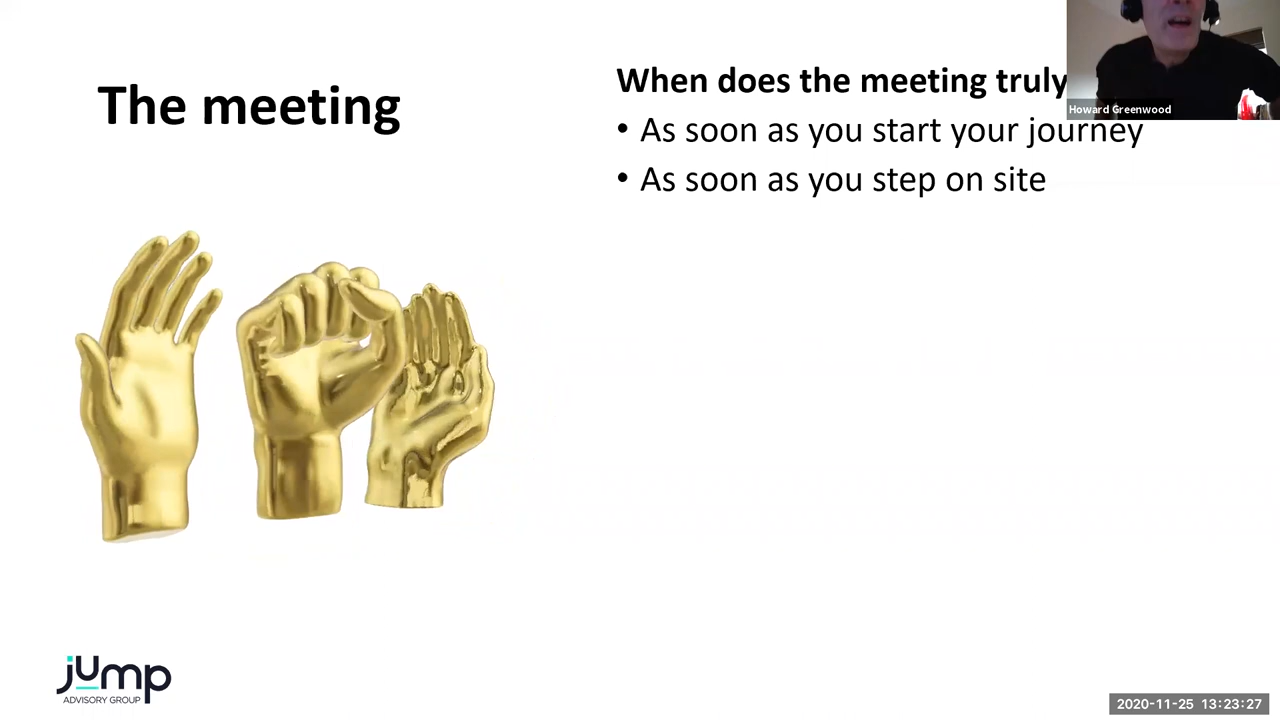 The meeting
When does the meeting truly
Howard Greenwood
• As soon as you start your journey
• As soon as you step on site
jump
ADVISORY GROUP
2020-11-25 13:23:27